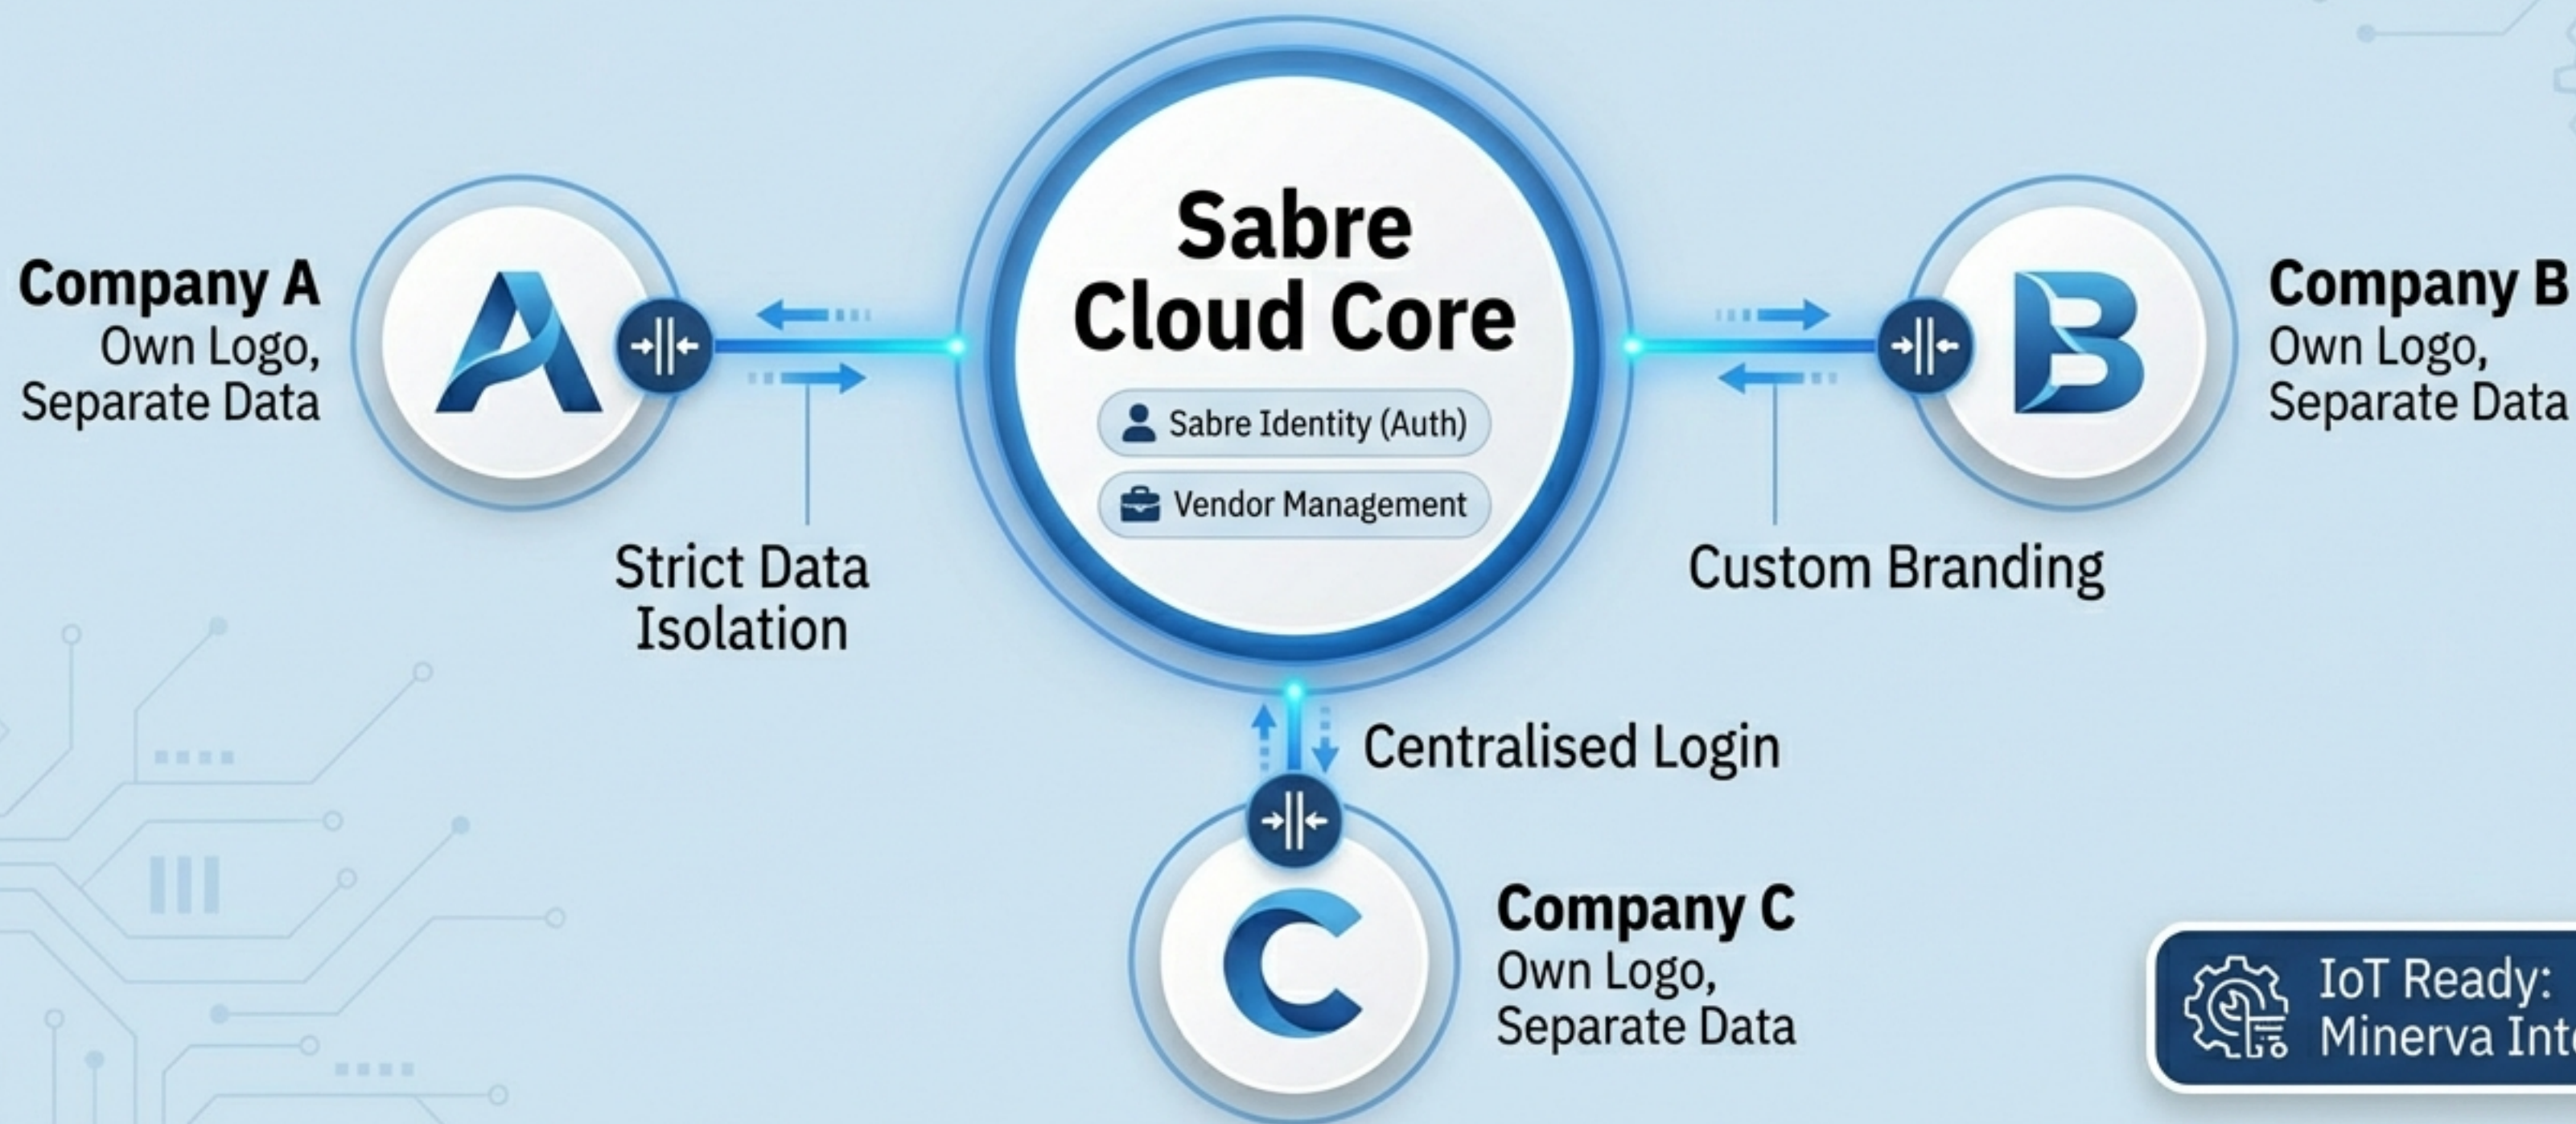 Sabre
Cloud Core
Sabre Identity (Auth)
Vendor Management
Company A
Own Logo,
Separate Data
A
Company B
Own Logo,
Separate Data
B
Strict Data
Isolation
Custom Branding
Centralised Login
C
Company C
Own Logo,
Separate Data
IoT Ready:
Minerva